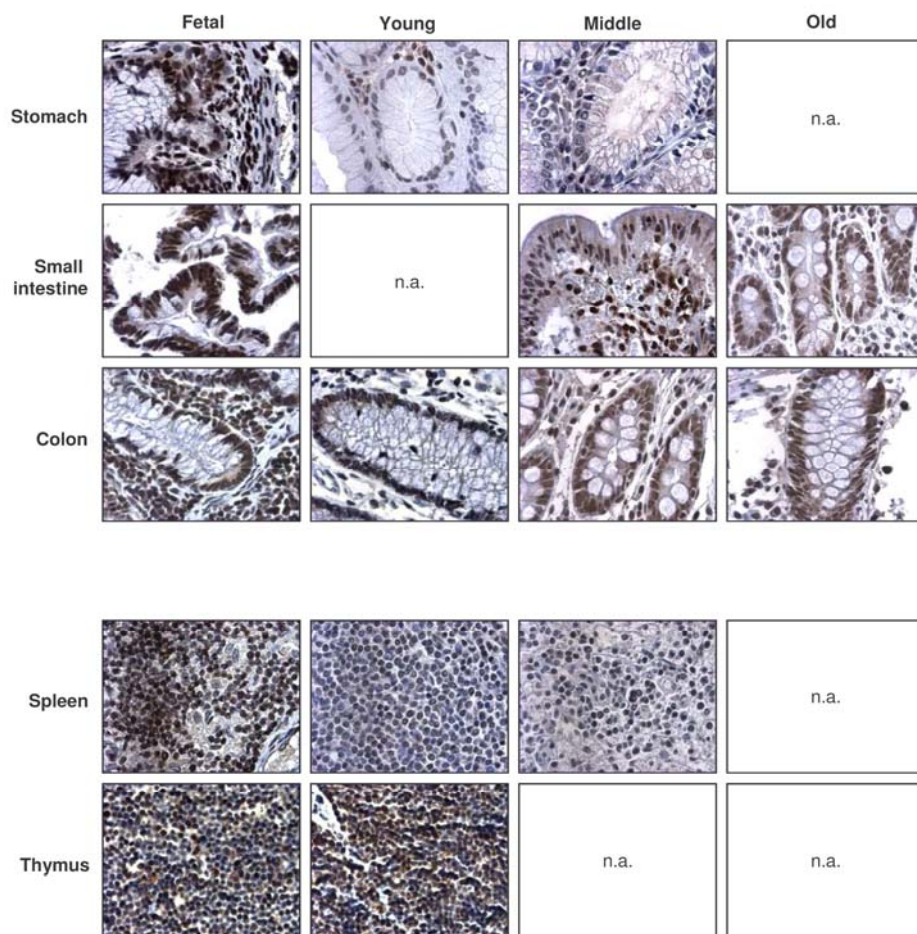 Fetal Young Middle Old
Stomach
n.a.
Small
intestine
n.a.
Colon
Spleen
n.a.
Thymus
n.a. n.a.